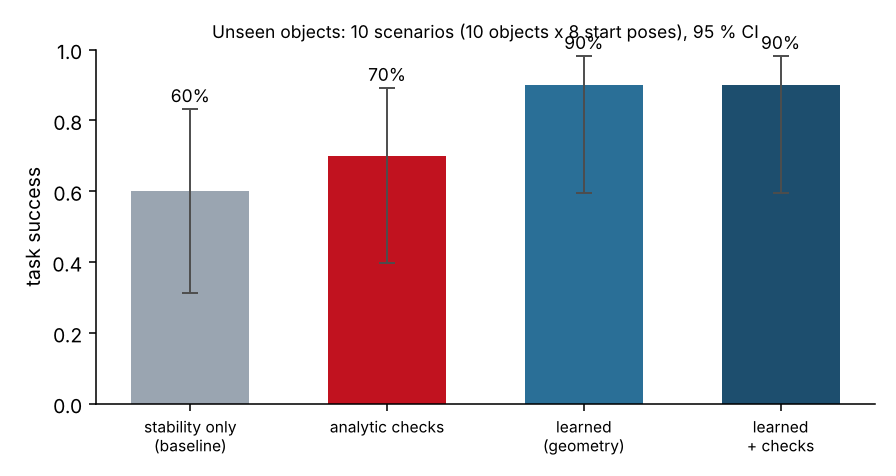 Unseen objects: 10 scenarios (10 objects x 8 start poses), 95 % CI
90%
90%
70%
60%
1.0
0.8
0.6
0.4
0.2
0.0
task success
stability only
(baseline)
analytic checks
learned
(geometry)
learned
+ checks